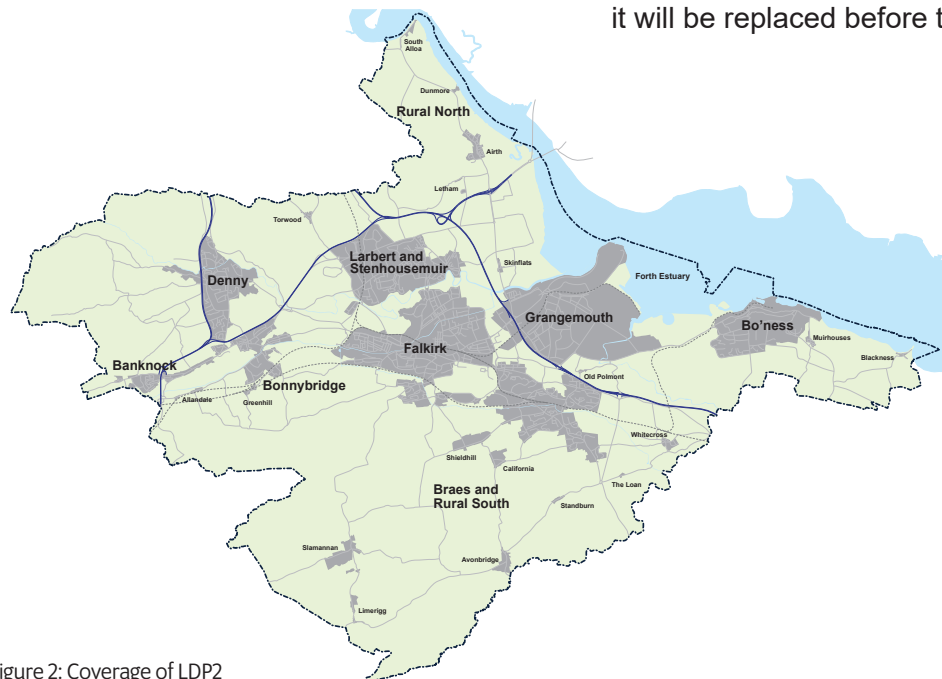 it will be replaced before t
South
Alloa
Dunmore
Rural North
Airth
Letham
Torwood
Larbert and
Stenhousemuir
Skinflats
Forth Estuary
Denny
Grangemouth
Bo'ness
Falkirk
Muirhouses
Blackness
Banknock
Old Polmont
Bonnybridge
Allandale
Greenhill
Whitecross
Shieldhill
California
The Loan
Braes and
Rural South
Standburn
Slamannan
Avonbridge
Limerigg
igure 2: Coverage of LDP2